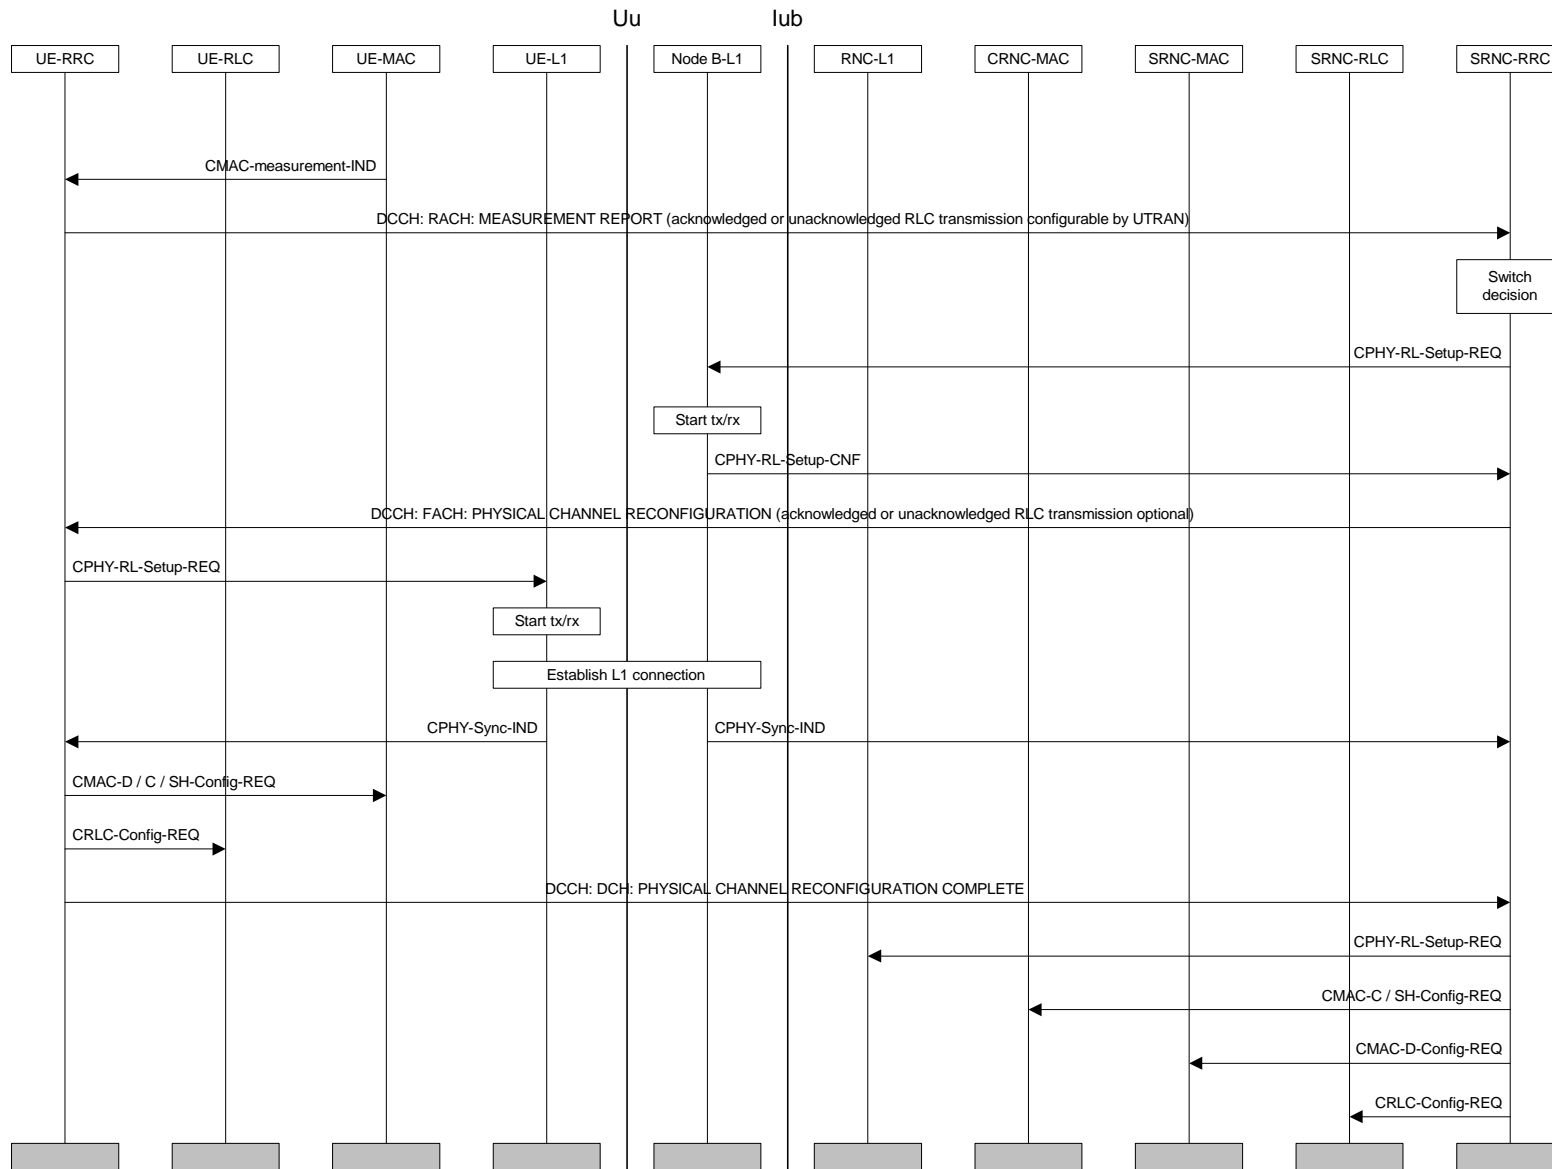 Uu
Iub
UE-RRC
UE-RLC
UE-MAC
UE-L1
Node B-L1
RNC-L1
CRNC-MAC
SRNC-MAC
SRNC-RLC
SRNC-RRC
CMAC-measurement-IND
DCCH: RACH: MEASUREMENT REPORT (acknowledged or unacknowledged RLC transmission configurable by UTRAN)
Switch
decision
CPHY-RL-Setup-REQ
Start tx/rx
CPHY-RL-Setup-CNF
DCCH: FACH: PHYSICAL CHANNEL RECONFIGURATION (acknowledged or unacknowledged RLC transmission optional)
CPHY-RL-Setup-REQ
Start tx/rx
Establish L1 connection
CPHY-Sync-IND
CPHY-Sync-IND
CMAC-D / C / SH-Config-REQ
CRLC-Config-REQ
DCCH: DCH: PHYSICAL CHANNEL RECONFIGURATION COMPLETE
CPHY-RL-Setup-REQ
CMAC-C / SH-Config-REQ
CMAC-D-Config-REQ
CRLC-Config-REQ